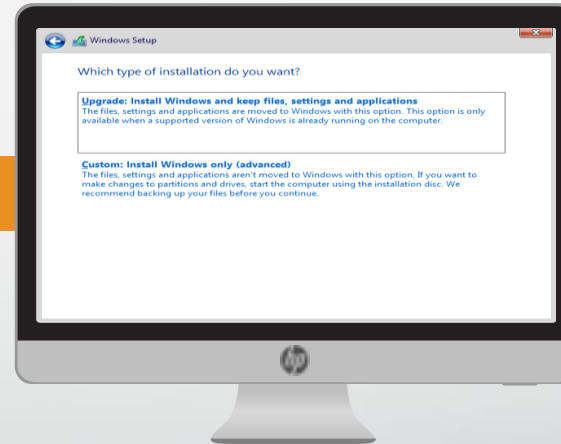 Windows Setup
Which type of installation do you want?
Upgrade: Install Windows and keep files, settings and applications
The files, settings and applications are moved to Windows with this option. This option is only
available when a supported version of Windows is already running on the computer.
Custom: Install Windows only (advanced)
The files, settings and applications aren't moved to Windows with this option. If you want to
make changes to partitions and drives, start the computer using the installation disc. We
recommend backing up your files before you continue.
hp